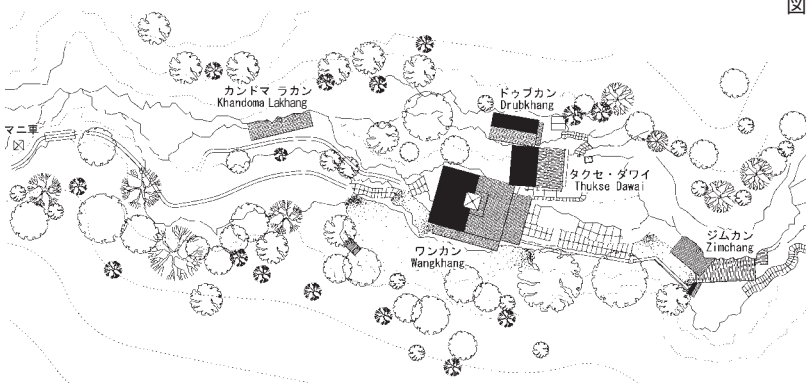 図
カンドマ ラカン
Khandoma Lakhang
ドゥブカン
Drubkhang
マニ車
タクセ・ダワイ
Thukse Dawai
ジムカン
Zimchang
ワンカン
Wangkhang